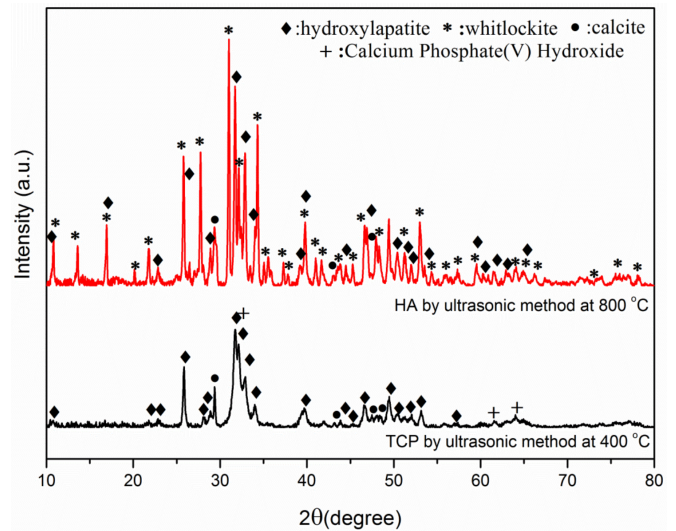 ♦:hydroxylapatite *:whitlockite ●:calcite
+ :Calcium Phosphate(V) Hydroxide
Intensity (a.u.)
HA by ultrasonic method at 800 °C
TCP by ultrasonic method at 400 °C
10 20 30 40 50 60 70 80
2θ(degree)